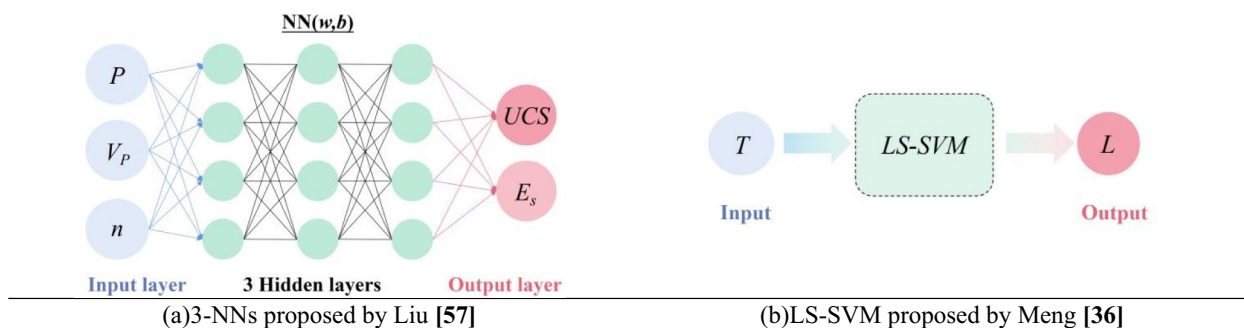 NN(w,b)
P
V_P
n
UCS
E_s
Input layer
3 Hidden layers
Output layer
T
LS-SVM
L
Input
Output
(a)3-NNs proposed by Liu [57]
(b)LS-SVM proposed by Meng [36]